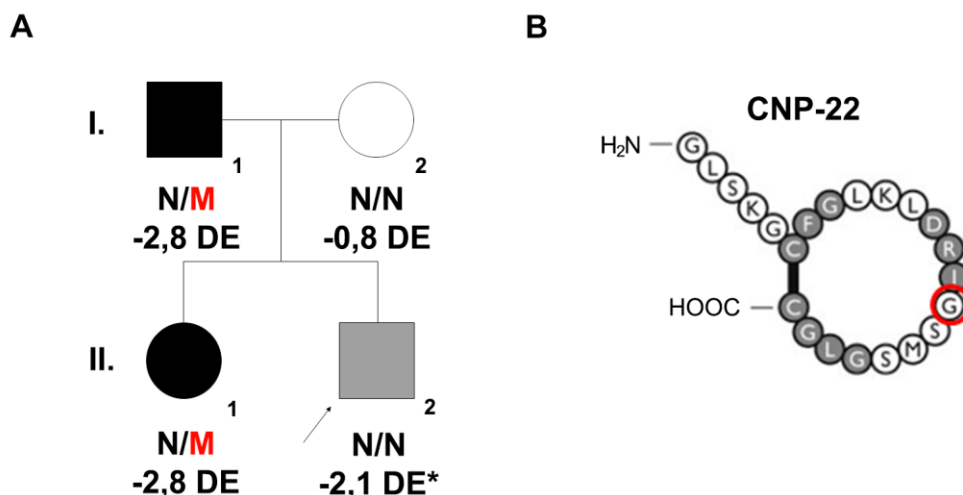 A
I.
1
2
N/M
N/N
-2,8 DE
-0,8 DE
II.
1
2
N/M
N/N
-2,8 DE
-2,1 DE*
B
CNP-22
H₂N
G L S K G C F G L K L D R I G S M S G L G C
HOOC